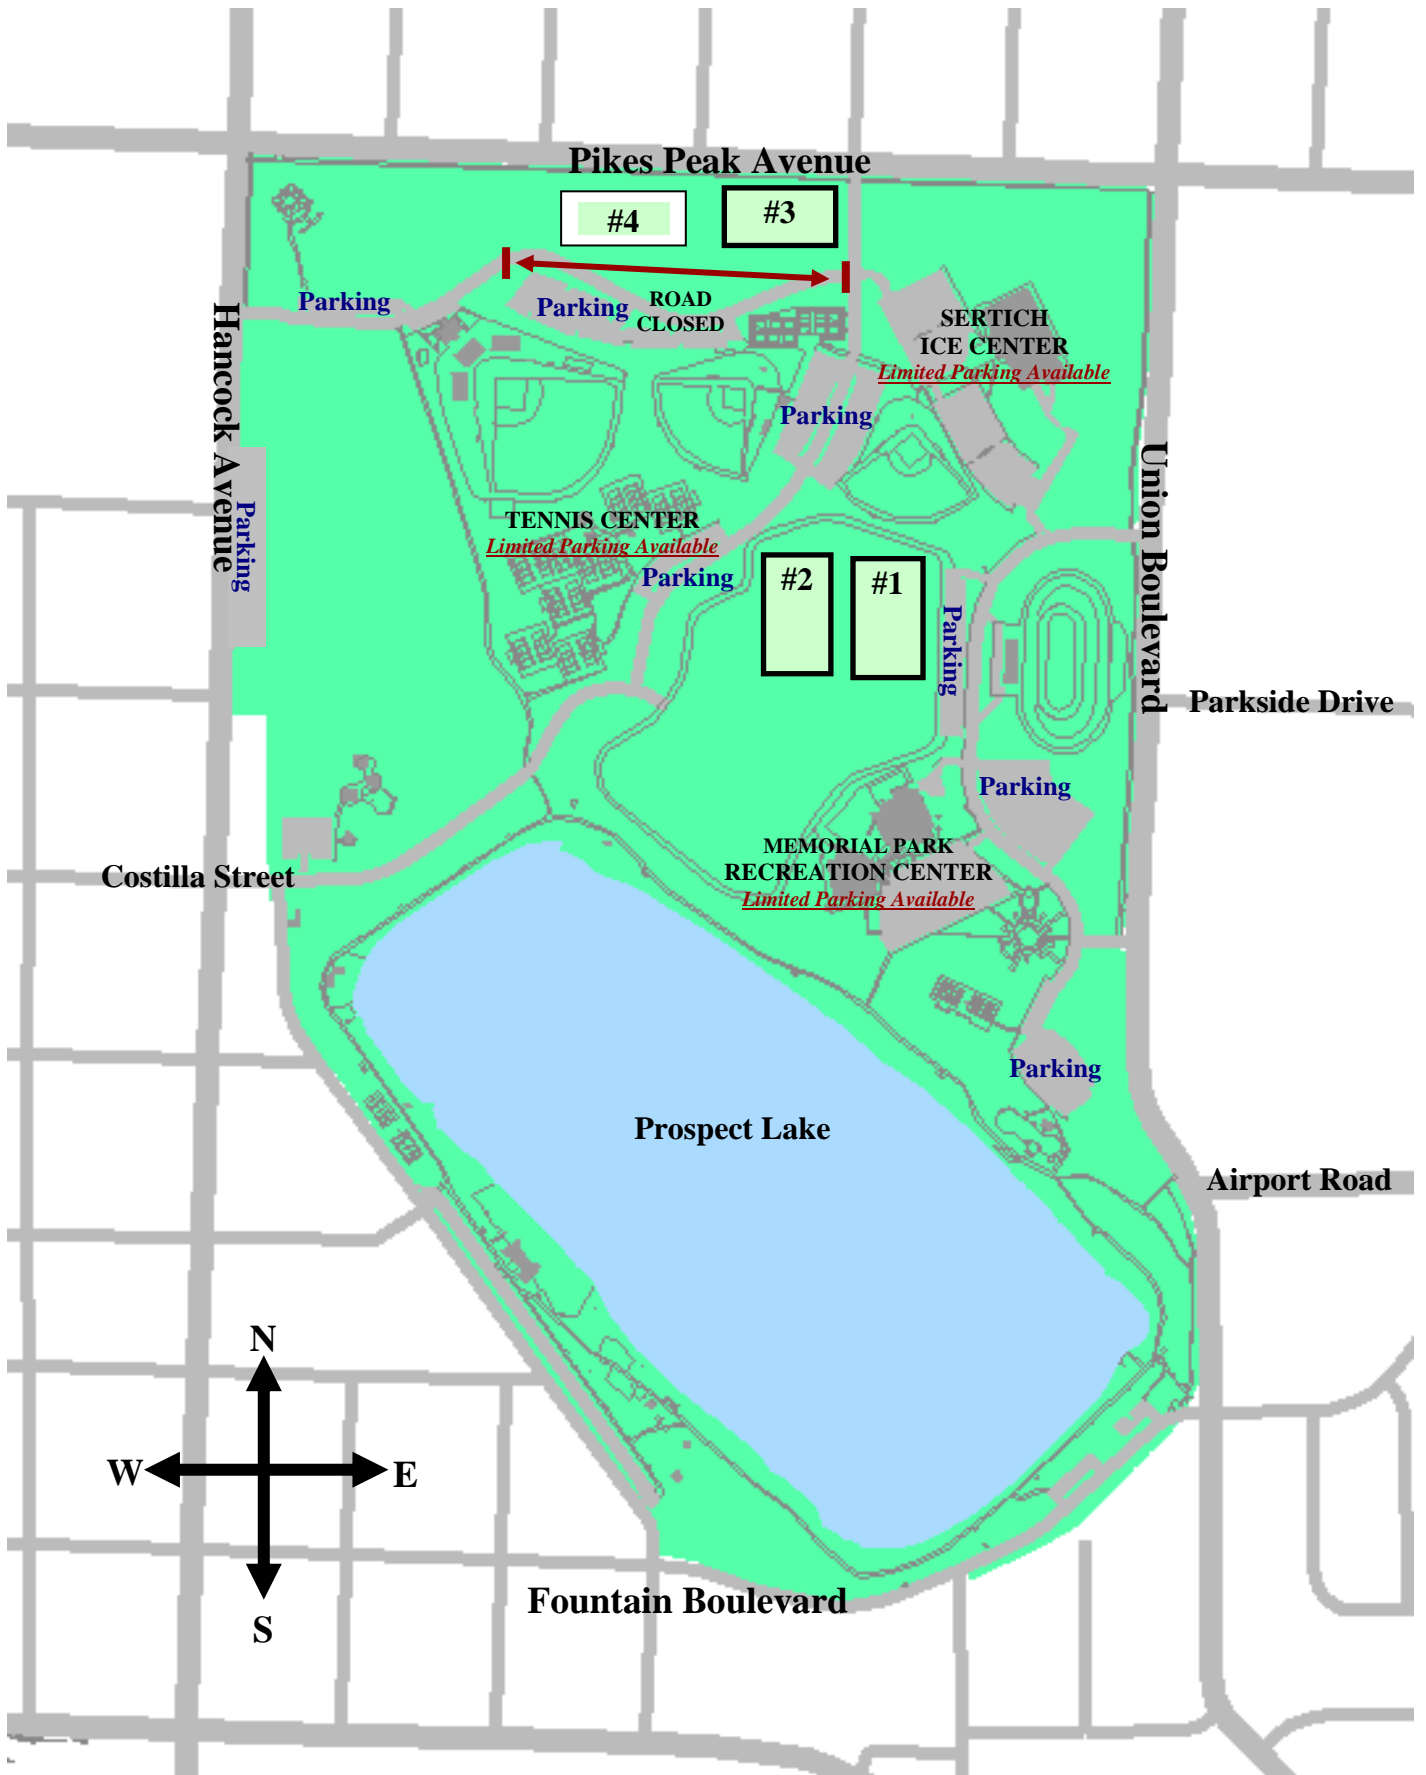 Pikes Peak Avenue
#4
#3
Parking
Parking
ROAD
CLOSED
SERTICH
ICE CENTER
Limited Parking Available
Hancock Avenue
Parking
Parking
Union Boulevard
TENNIS CENTER
Limited Parking Available
Parking
#2
#1
Parking
Parkside Drive
Parking
MEMORIAL PARK
RECREATION CENTER
Limited Parking Available
Costilla Street
Parking
Prospect Lake
Airport Road
N
W
E
S
Fountain Boulevard